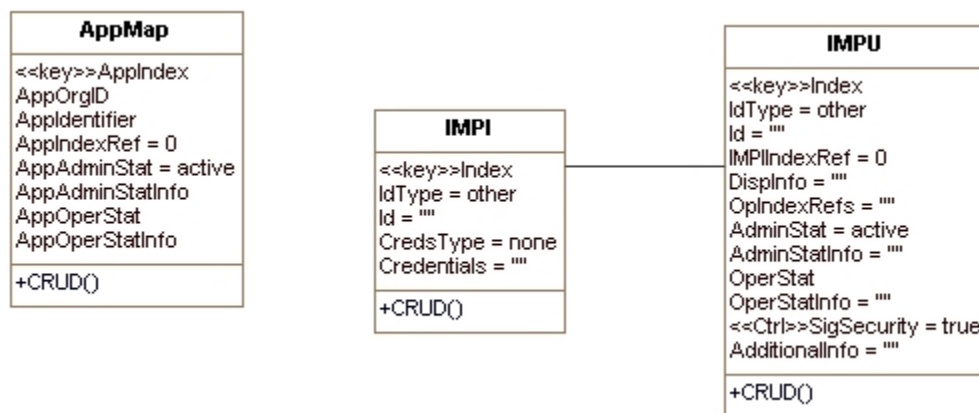 AppMap
<<key>>AppIndex
AppOrgID
AppIdentifier
AppIndexRef = 0
AppAdminStat = active
AppAdminStatInfo
AppOperStat
AppOperStatInfo
+CRUD()
IMPI
<<key>>Index
IdType = other
Id = ""
CredsType = none
Credentials = ""
+CRUD()
IMPU
<<key>>Index
IdType = other
Id = ""
IMPIIndexRef = 0
DispInfo = ""
OpIndexRefs = ""
AdminStat = active
AdminStatInfo = ""
OperStat
OperStatInfo = ""
<<Ctrl>>SigSecurity = true
AdditionalInfo = ""
+CRUD()